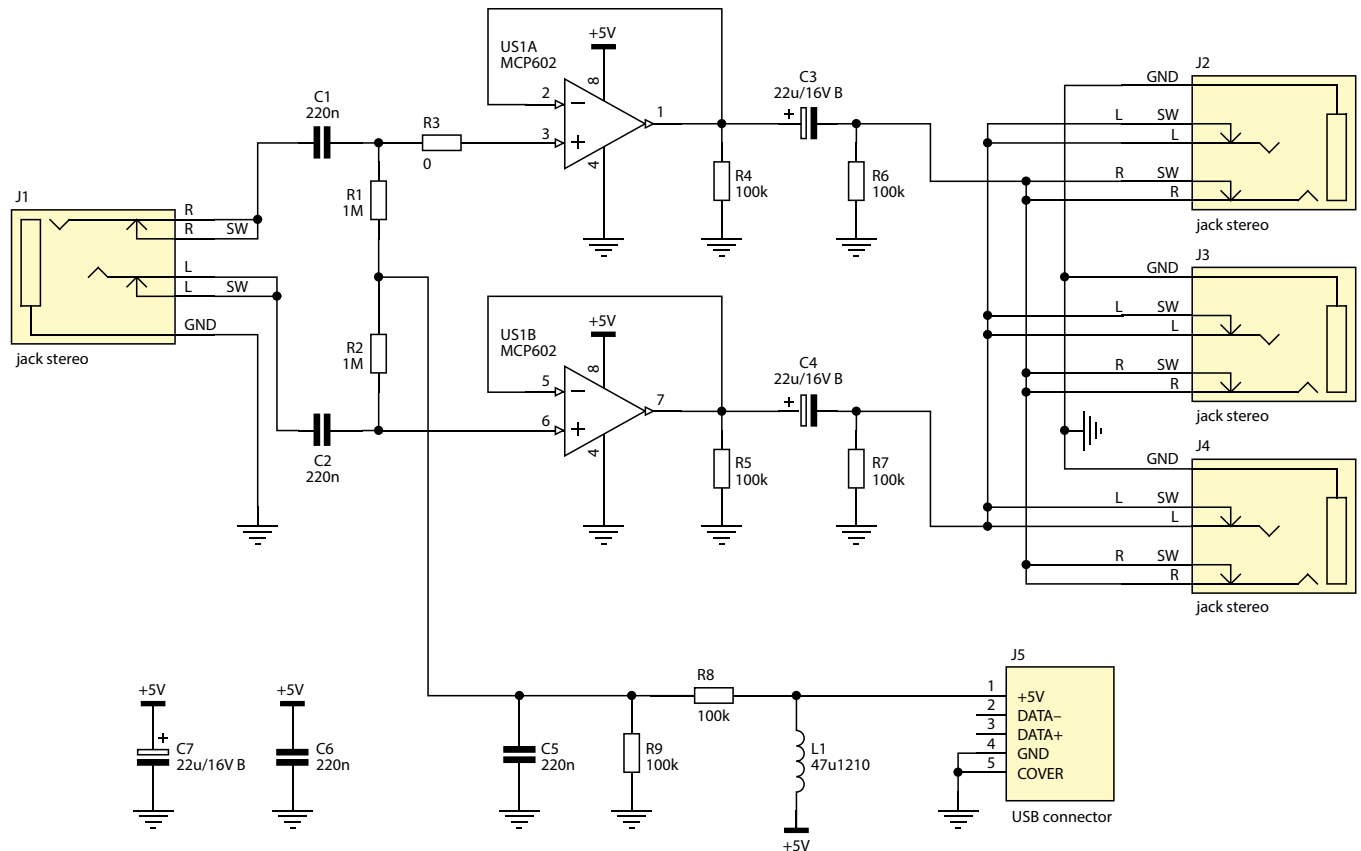 US1A
MCP602
+5V
8
2
3
1
4
C1
220n
R3
0
R1
1M
R4
100k
C3
22u/16V B
+
R6
100k
J1
R
R SW
L
L SW
GND
jack stereo
R2
1M
C2
220n
US1B
MCP602
+5V
8
5
6
7
4
R5
100k
C4
22u/16V B
+
R7
100k
J2
GND
L SW
L
R SW
R
jack stereo
J3
GND
L SW
L
R SW
R
jack stereo
J4
GND
L SW
L
R SW
R
jack stereo
+5V
+
C7
22u/16V B
+5V
C6
220n
C5
220n
R9
100k
R8
100k
L1
47u1210
+5V
J5
1 +5V
2 DATA–
3 DATA+
4 GND
5 COVER
USB connector